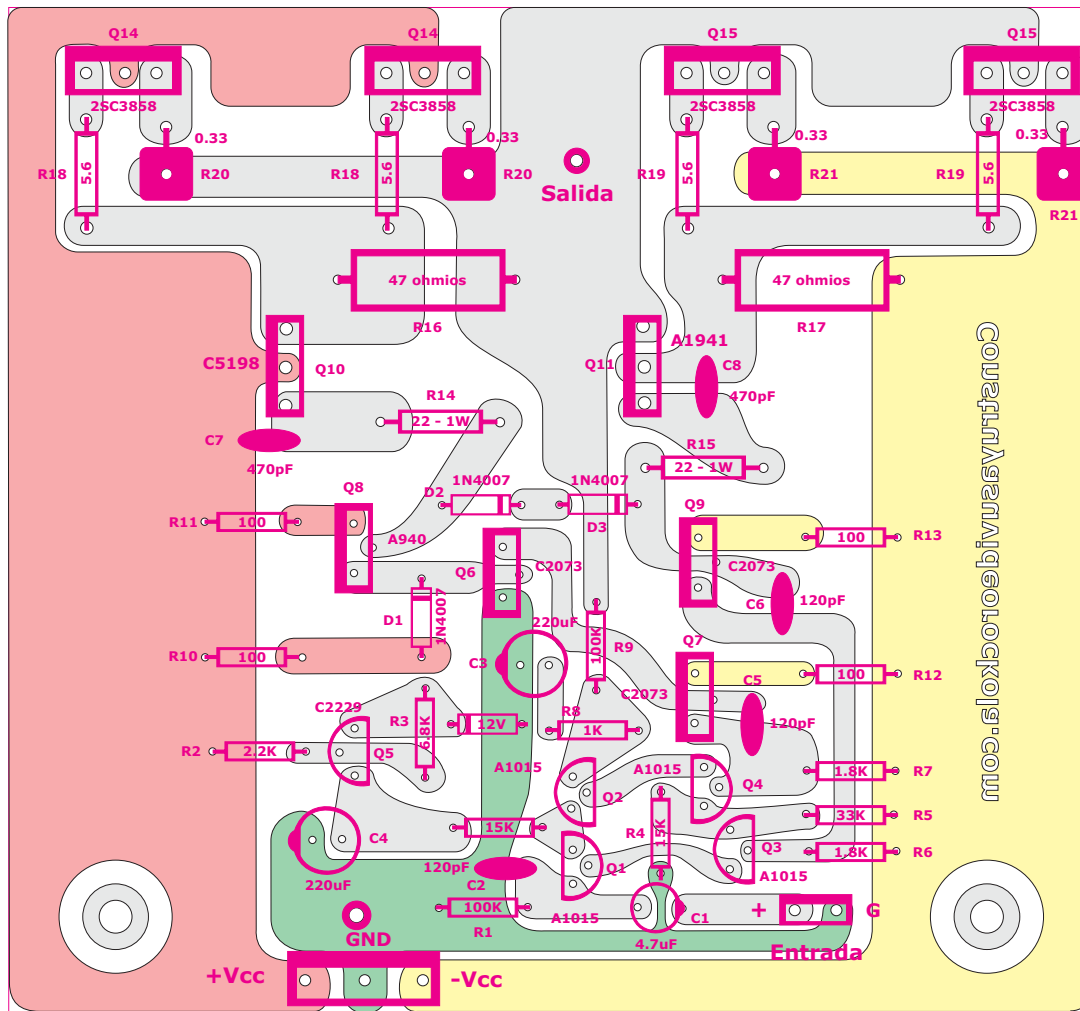 Q14
Q14
Q15
Q15
2SC3858
2SC3858
2SC3858
2SC3858
0.33
0.33
0.33
0.33
R18
5.6
R20
R18
5.6
R20
R19
5.6
R21
R19
5.6
R21
Salida
47 ohmios
R16
47 ohmios
R17
C5198
Q10
A1941
Q11
C8
470pF
R14
22 - 1W
C7
470pF
R15
22 - 1W
Q8
D2
1N4007
1N4007
D3
Q9
R11
100
A940
100
R13
Q6
C2073
C2073
D1
1N4007
C6
120pF
220uF
R10
100
C3
100K
R9
Q7
C2073
C5
100
R12
C2229
R3
6.8K
12V
R8
1K
120pF
R2
2.2K
Q5
A1015
A1015
Q2
Q4
1.8K
R7
C4
15K
R4
15K
33K
R5
220uF
120pF
C2
Q1
Q3
1.8K
R6
A1015
100K
R1
A1015
C1
4.7uF
+
G
Entrada
GND
+Vcc
-Vcc
construyasuvideorockola.com